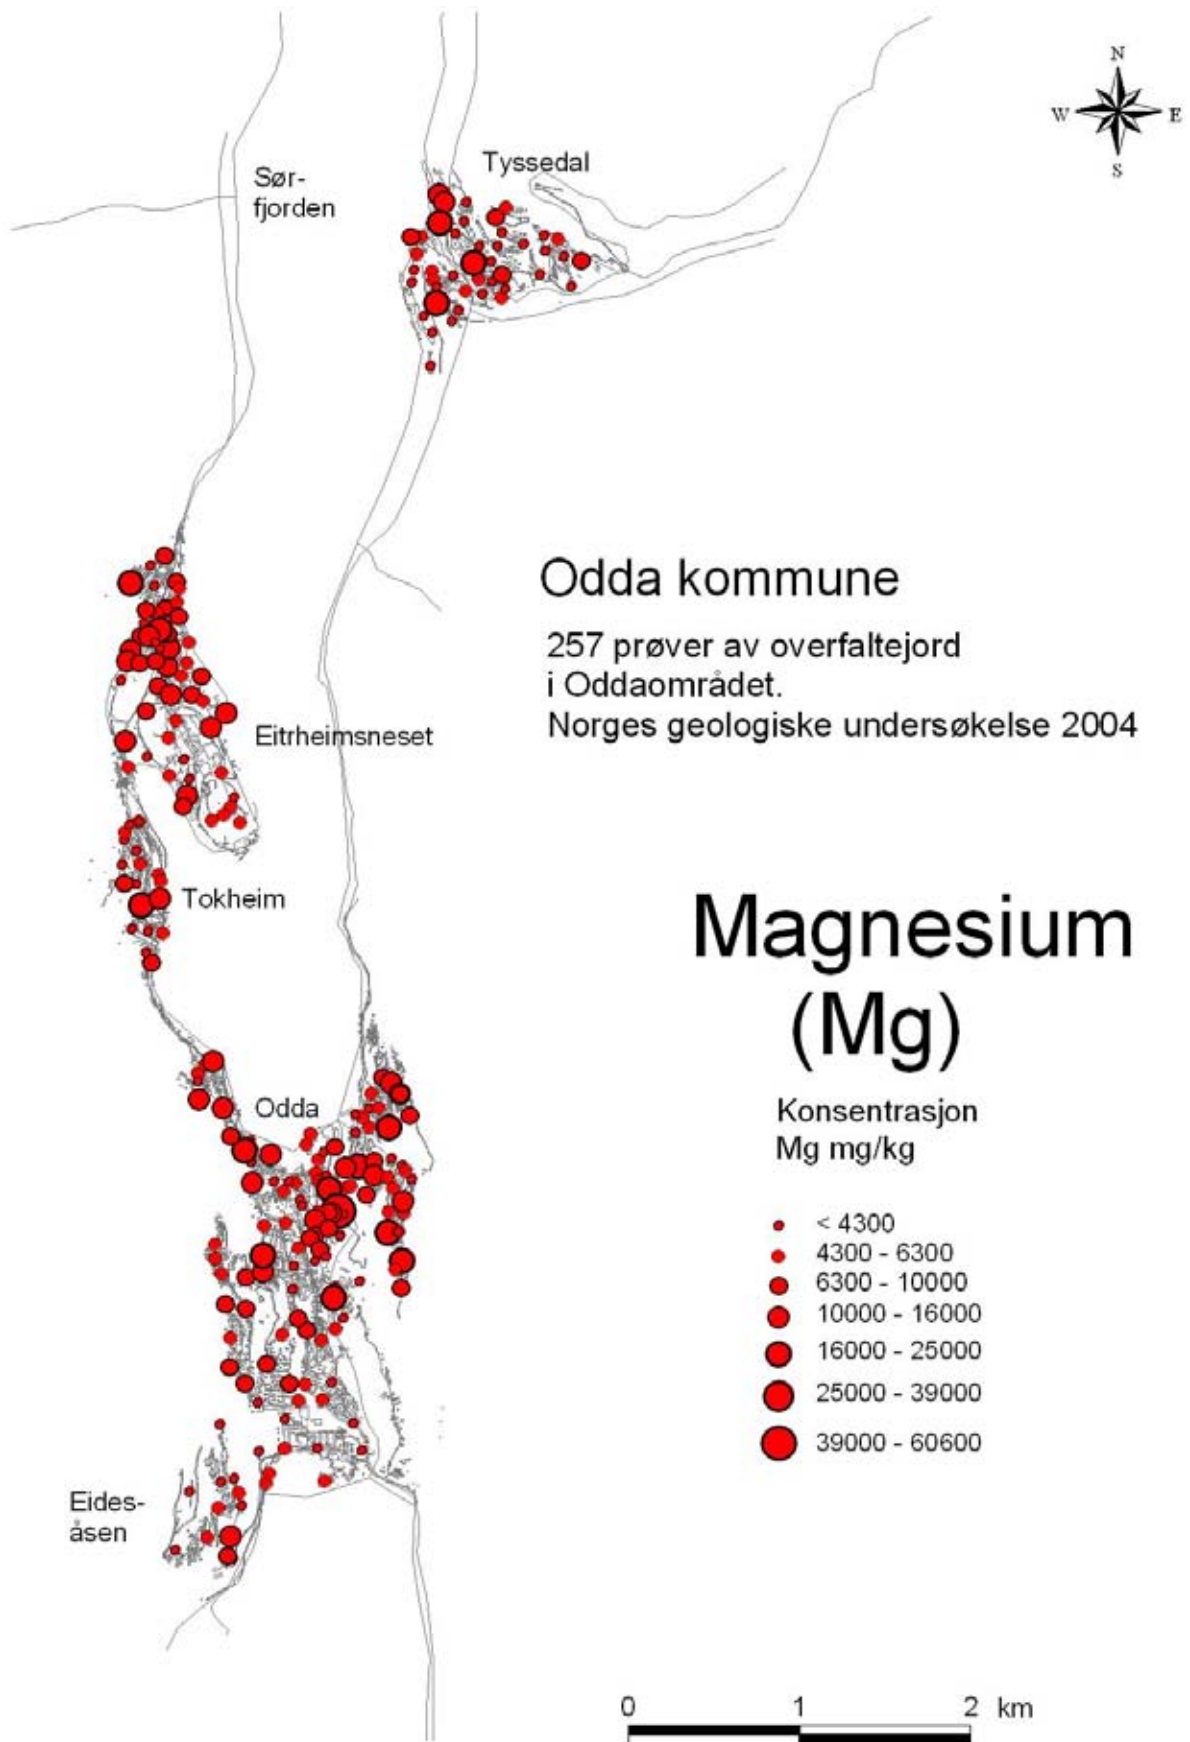 N
W E
S
Tyssedal
Sør-
fjorden
Odda kommune
257 prøver av overfaltejord
i Oddaområdet.
Norges geologiske undersøkelse 2004
Eitrheimsneset
Tokheim
Magnesium
(Mg)
Odda
Konsentrasjon
Mg mg/kg
< 4300
4300 - 6300
6300 - 10000
10000 - 16000
16000 - 25000
25000 - 39000
39000 - 60600
Eides-
åsen
0 1 2 km